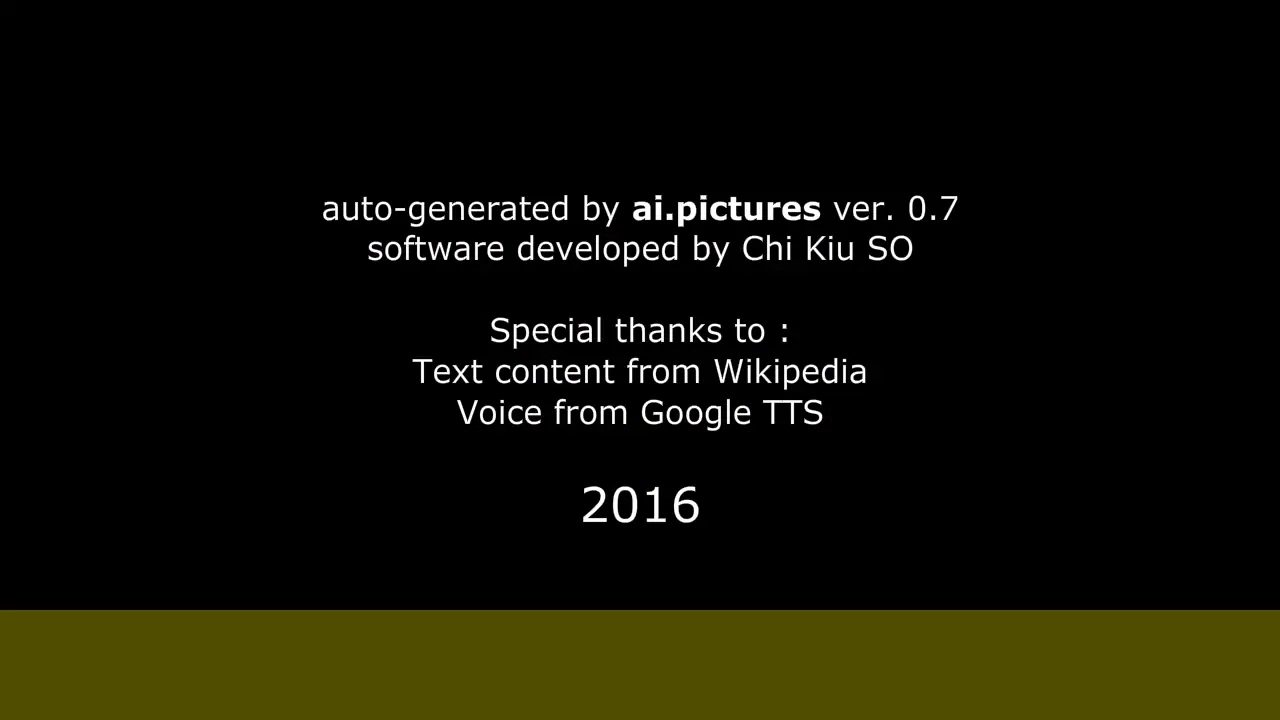 auto-generated by ai.pictures ver. 0.7
software developed by Chi Kiu SO
Special thanks to :
Text content from Wikipedia
Voice from Google TTS
2016